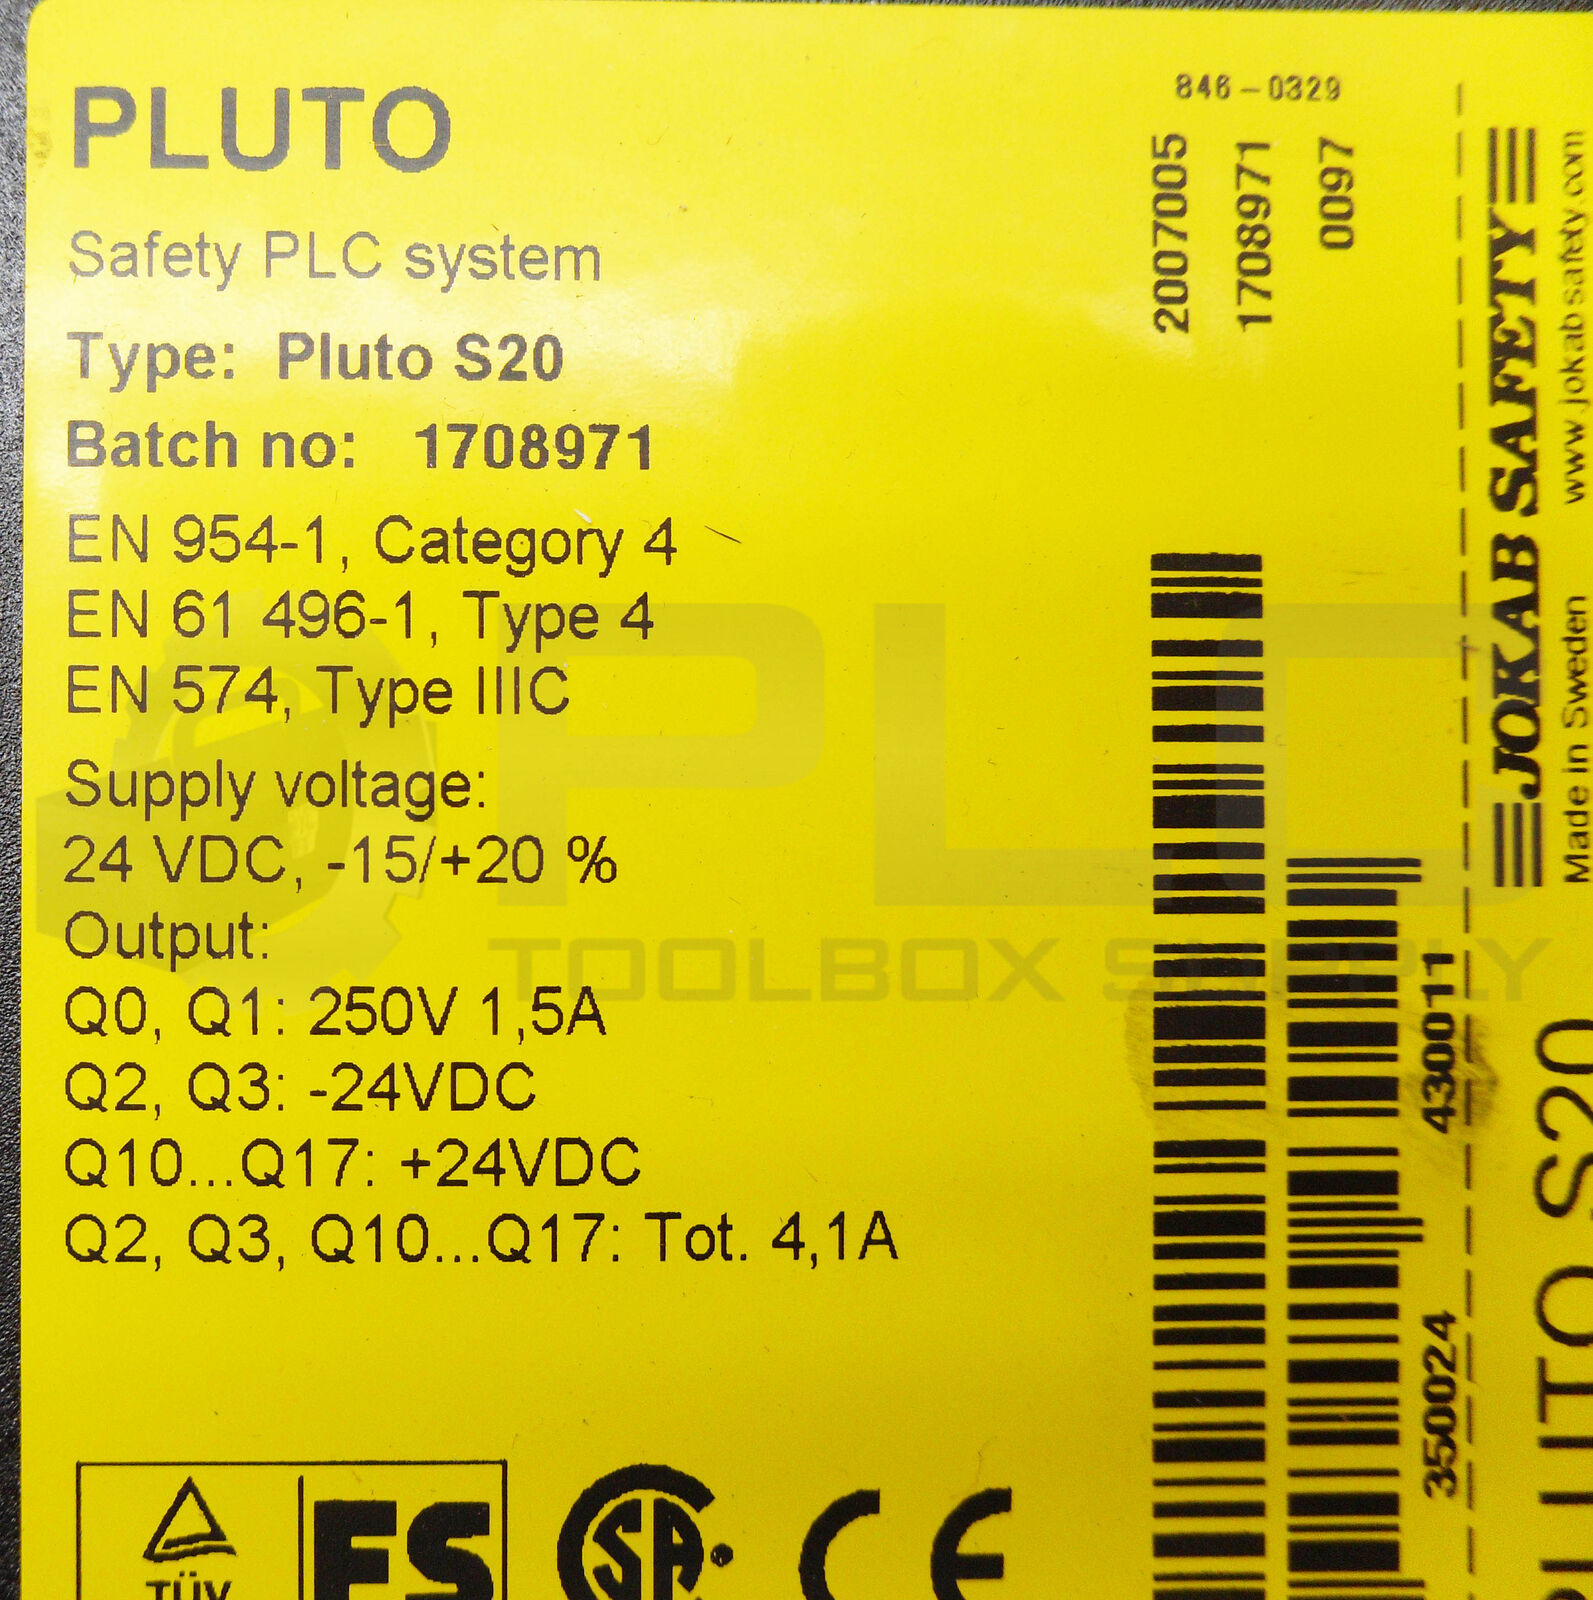 PLUTO
Safety PLC system
Type: Pluto S20
Batch no: 1708971
EN 954-1, Category 4
EN 61 496-1, Type 4
EN 574, Type IIIC
Supply voltage:
24 VDC, -15/+20 %
Output:
Q0, Q1: 250V 1,5A
Q2, Q3: -24VDC
Q10...Q17: +24VDC
Q2, Q3, Q10...Q17: Tot. 4,1A
TÜV
FS
CSA
CE
846-0329
2007005
1708971
0097
430011
350024
JOKAB SAFETY
www.jokabsafety.com
Made in Sweden
PLUTO S20
PLC
TOOLBOX SUPPLY